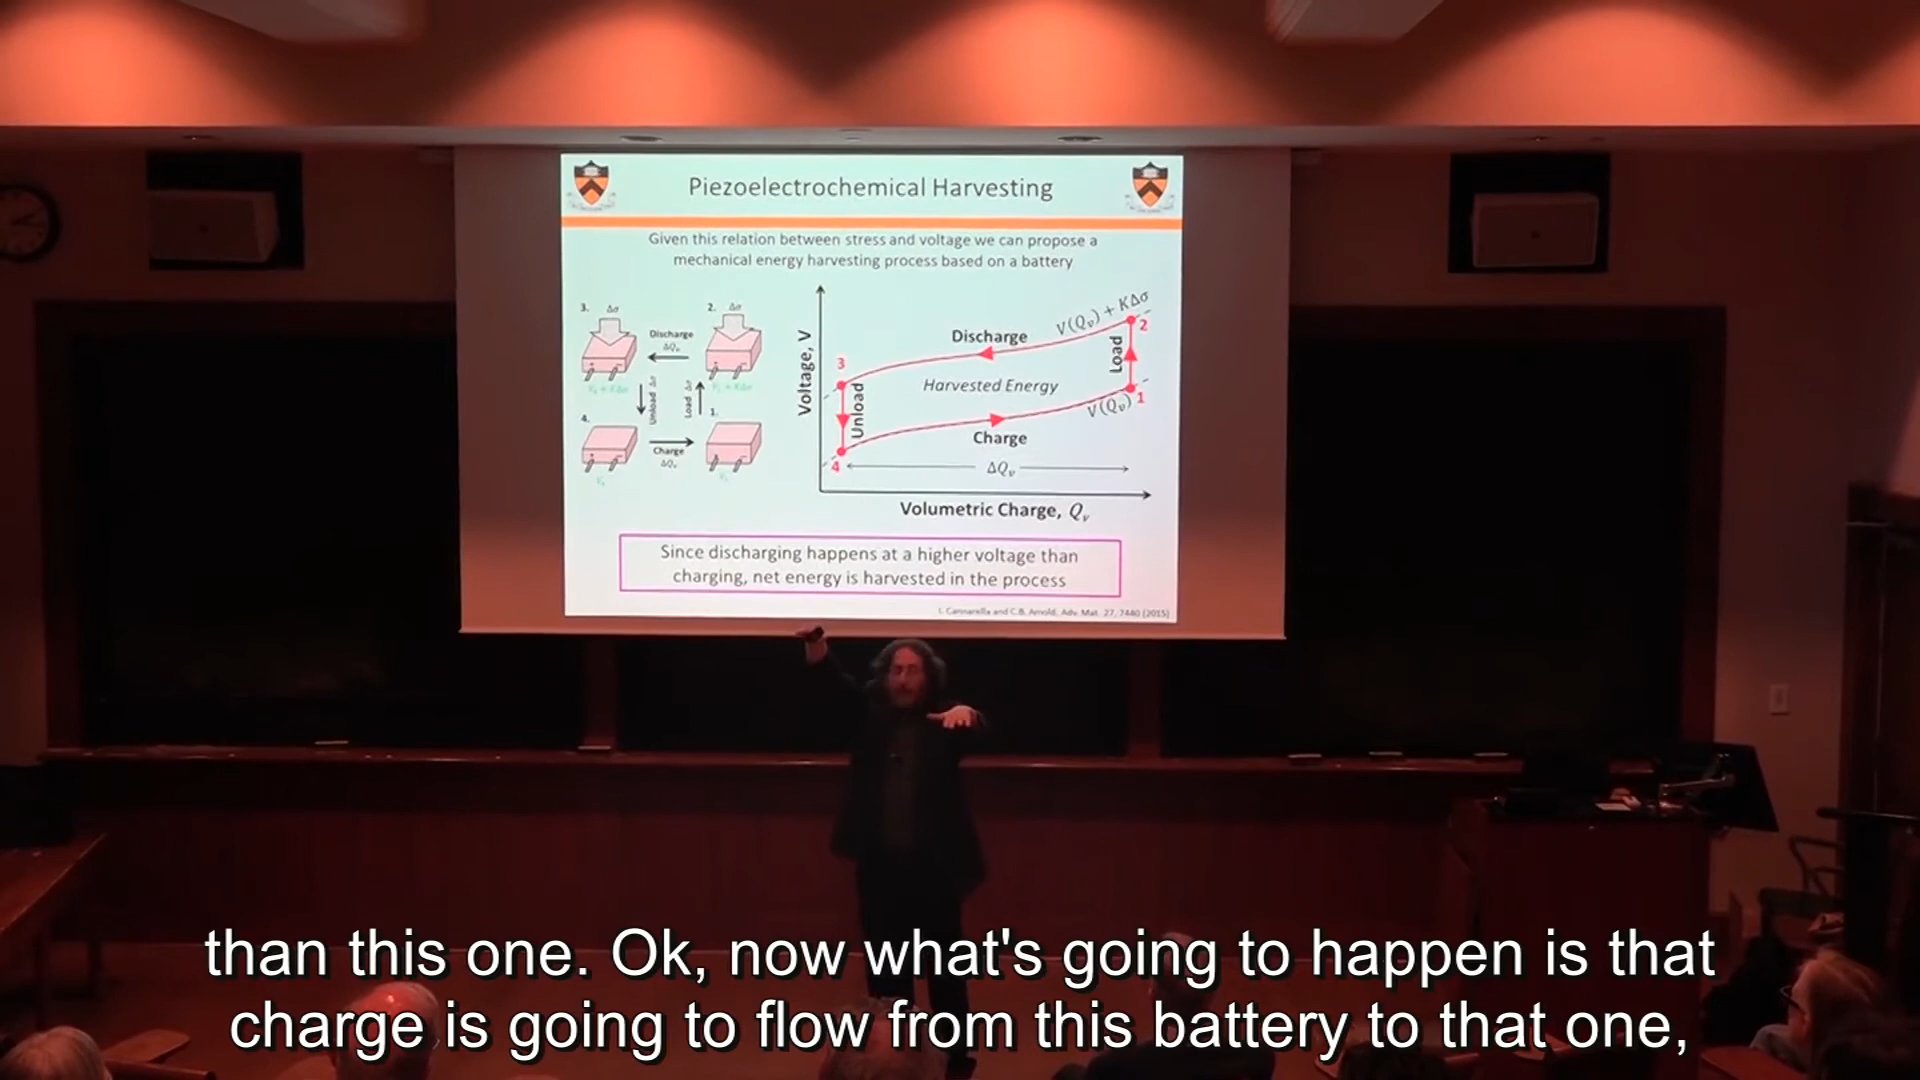 Piezoelectrochemical Harvesting
Given this relation between stress and voltage we can propose a
mechanical energy harvesting process based on a battery
3. Δσ
2. Δσ
Discharge
ΔQᵥ
Unload Δσ
Load Δσ
4.
1.
Charge
ΔQᵥ
Voltage, V
Discharge
V(Qᵥ) + KΔσ
2
3
Load
Unload
Harvested Energy
V(Qᵥ)
1
Charge
4
ΔQᵥ
Volumetric Charge, Qᵥ
Since discharging happens at a higher voltage than
charging, net energy is harvested in the process
Cannarella and C.B. Arnold, Adv. Mat. 27, 7440 (2015)
than this one. Ok, now what's going to happen is that
charge is going to flow from this battery to that one,